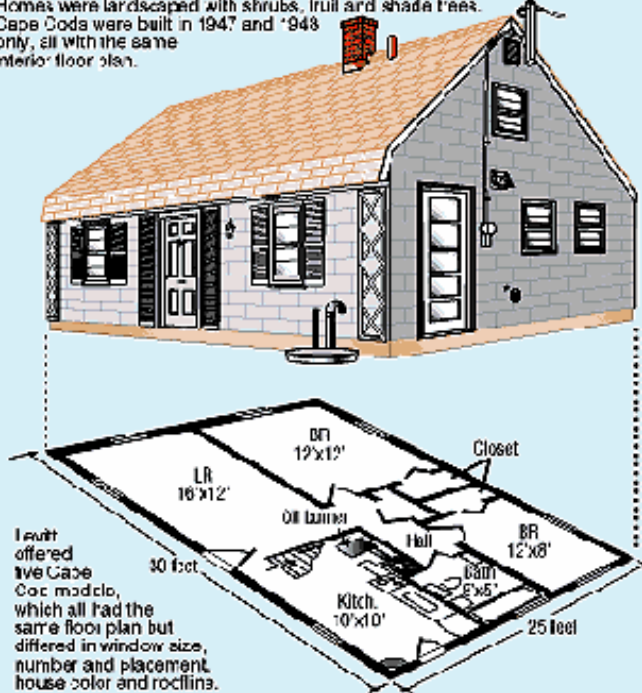 Homes were landscaped with shrubs, fruit and shade trees.
Cape Cods were built in 1947 and 1948
only, all with the same
interior floor plan.
BR
12'x12'
Closet
LR
16'x12'
Oil burner
Hall
BR
12'x8'
Bath
Kitch.
10'x10'
30 feet
25 feet
Levitt
offered
five Cape
Cod models,
which all had the
same floor plan but
differed in window size,
number and placement,
house color and roofline.